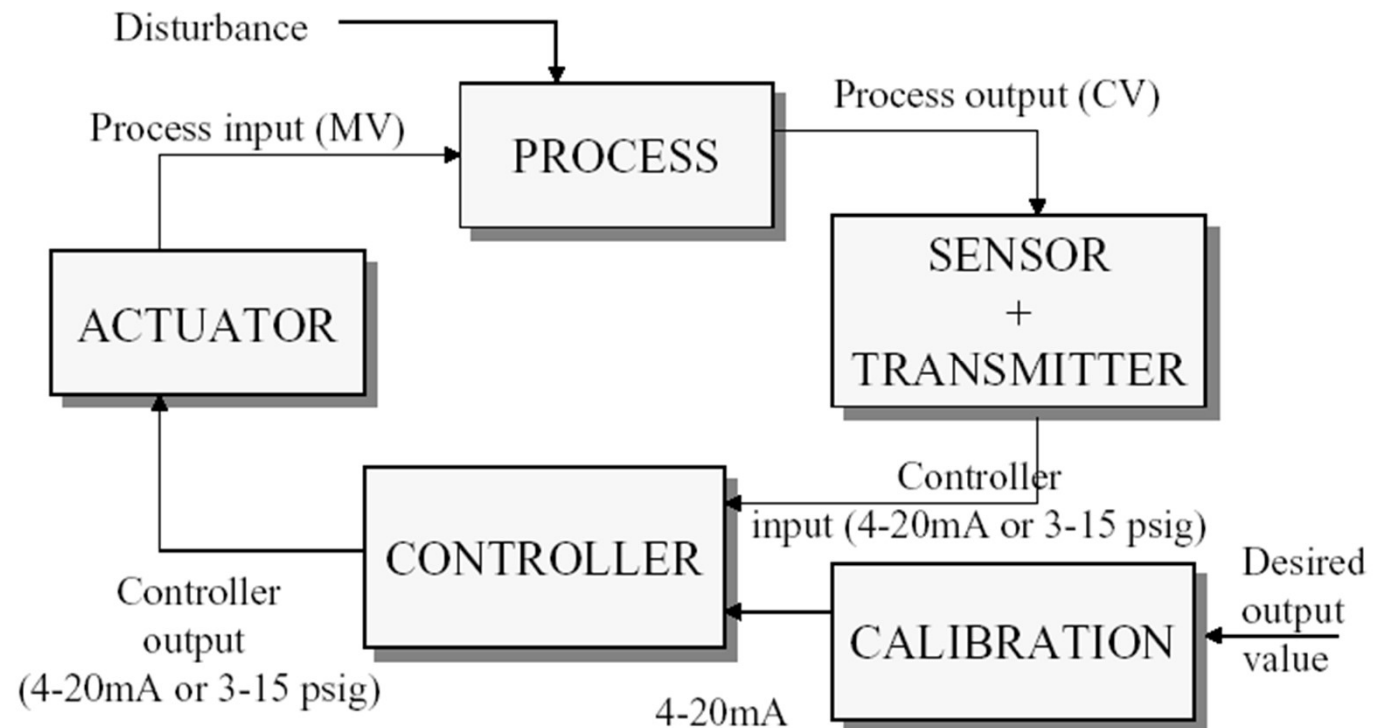 Disturbance
Process input (MV)
PROCESS
Process output (CV)
SENSOR
+
TRANSMITTER
ACTUATOR
Controller
input (4-20mA or 3-15 psig)
CONTROLLER
Controller
output
(4-20mA or 3-15 psig)
CALIBRATION
Desired
output
value
4-20mA